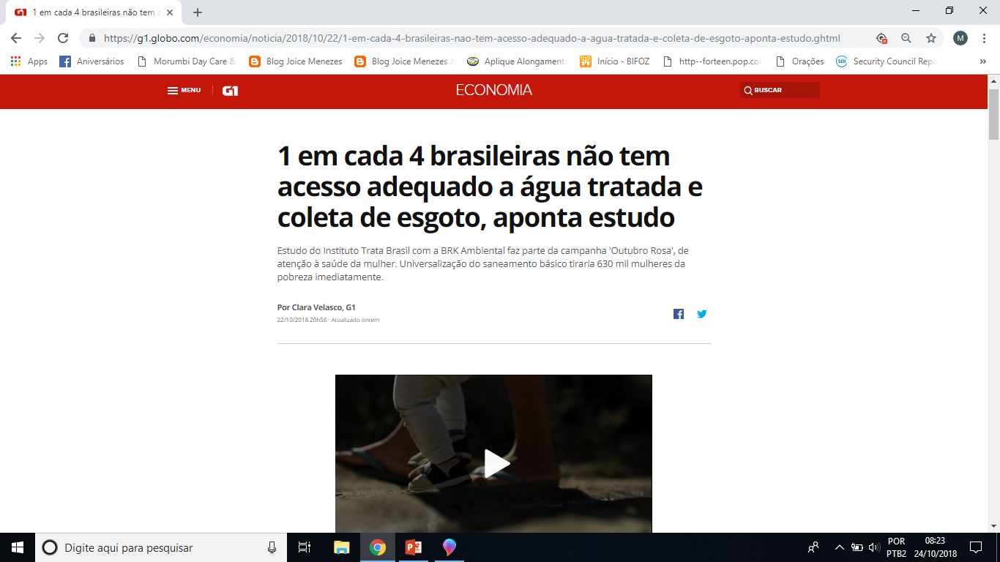 1 em cada 4 brasileiras não tem a
https://g1.globo.com/economia/noticia/2018/10/22/1-em-cada-4-brasileiras-nao-tem-acesso-adequado-a-agua-tratada-e-coleta-de-esgoto-aponta-estudo.ghtml
M
Apps Aniversários Morumbi Day Care & Blog Joice Menezes Blog Joice Menezes Aplique Alongament Início - BIFOZ http--forteen.pop.co Orações Security Council Rep
MENU G1 ECONOMIA BUSCAR
1 em cada 4 brasileiras não tem
acesso adequado a água tratada e
coleta de esgoto, aponta estudo
Estudo do Instituto Trata Brasil com a BRK Ambiental faz parte da campanha 'Outubro Rosa', de
atenção à saúde da mulher. Universalização do saneamento básico tiraria 630 mil mulheres da
pobreza imediatamente.
Por Clara Velasco, G1
22/10/2018 20h56 · Atualizado ontem
Digite aqui para pesquisar
POR 08:23
PTB2 24/10/2018